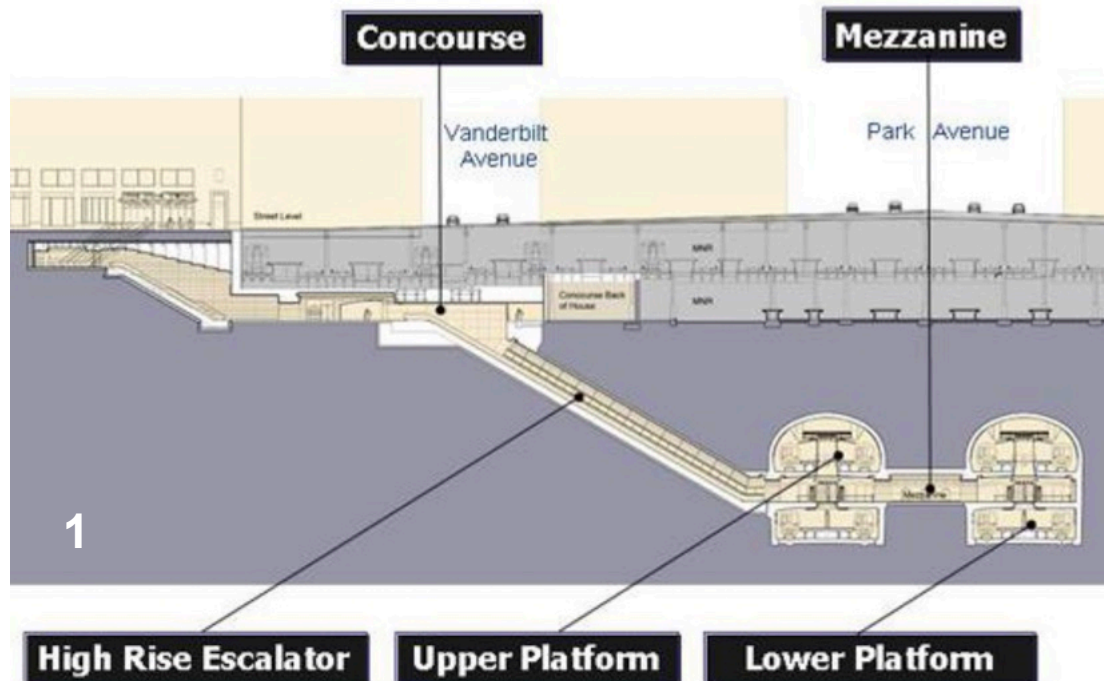 Concourse
Mezzanine
Vanderbilt
Avenue
Park Avenue
Street Level
MNR
MNR
Concourse Back
of House
Mezzanine
1
High Rise Escalator
Upper Platform
Lower Platform